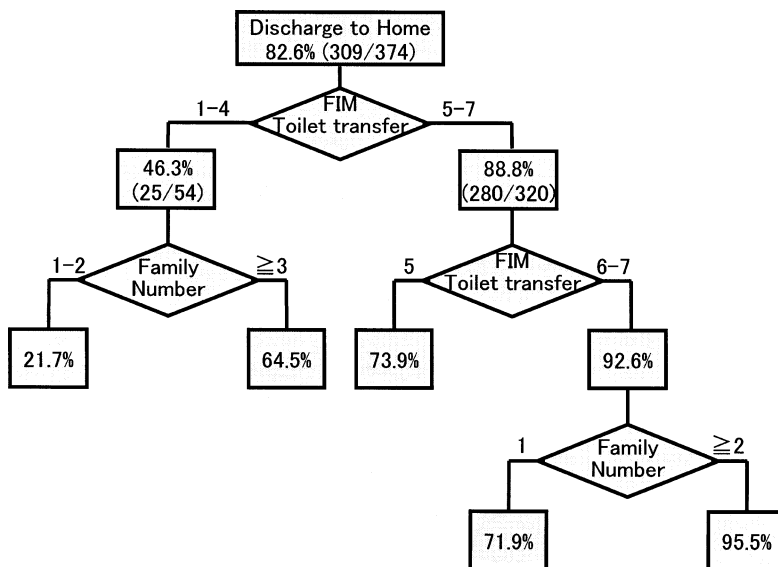 Discharge to Home
82.6% (309/374)
1-4
FIM
Toilet transfer
5-7
46.3%
(25/54)
88.8%
(280/320)
1-2
Family
Number
≧3
5
FIM
Toilet transfer
6-7
21.7%
64.5%
73.9%
92.6%
1
Family
Number
≧2
71.9%
95.5%